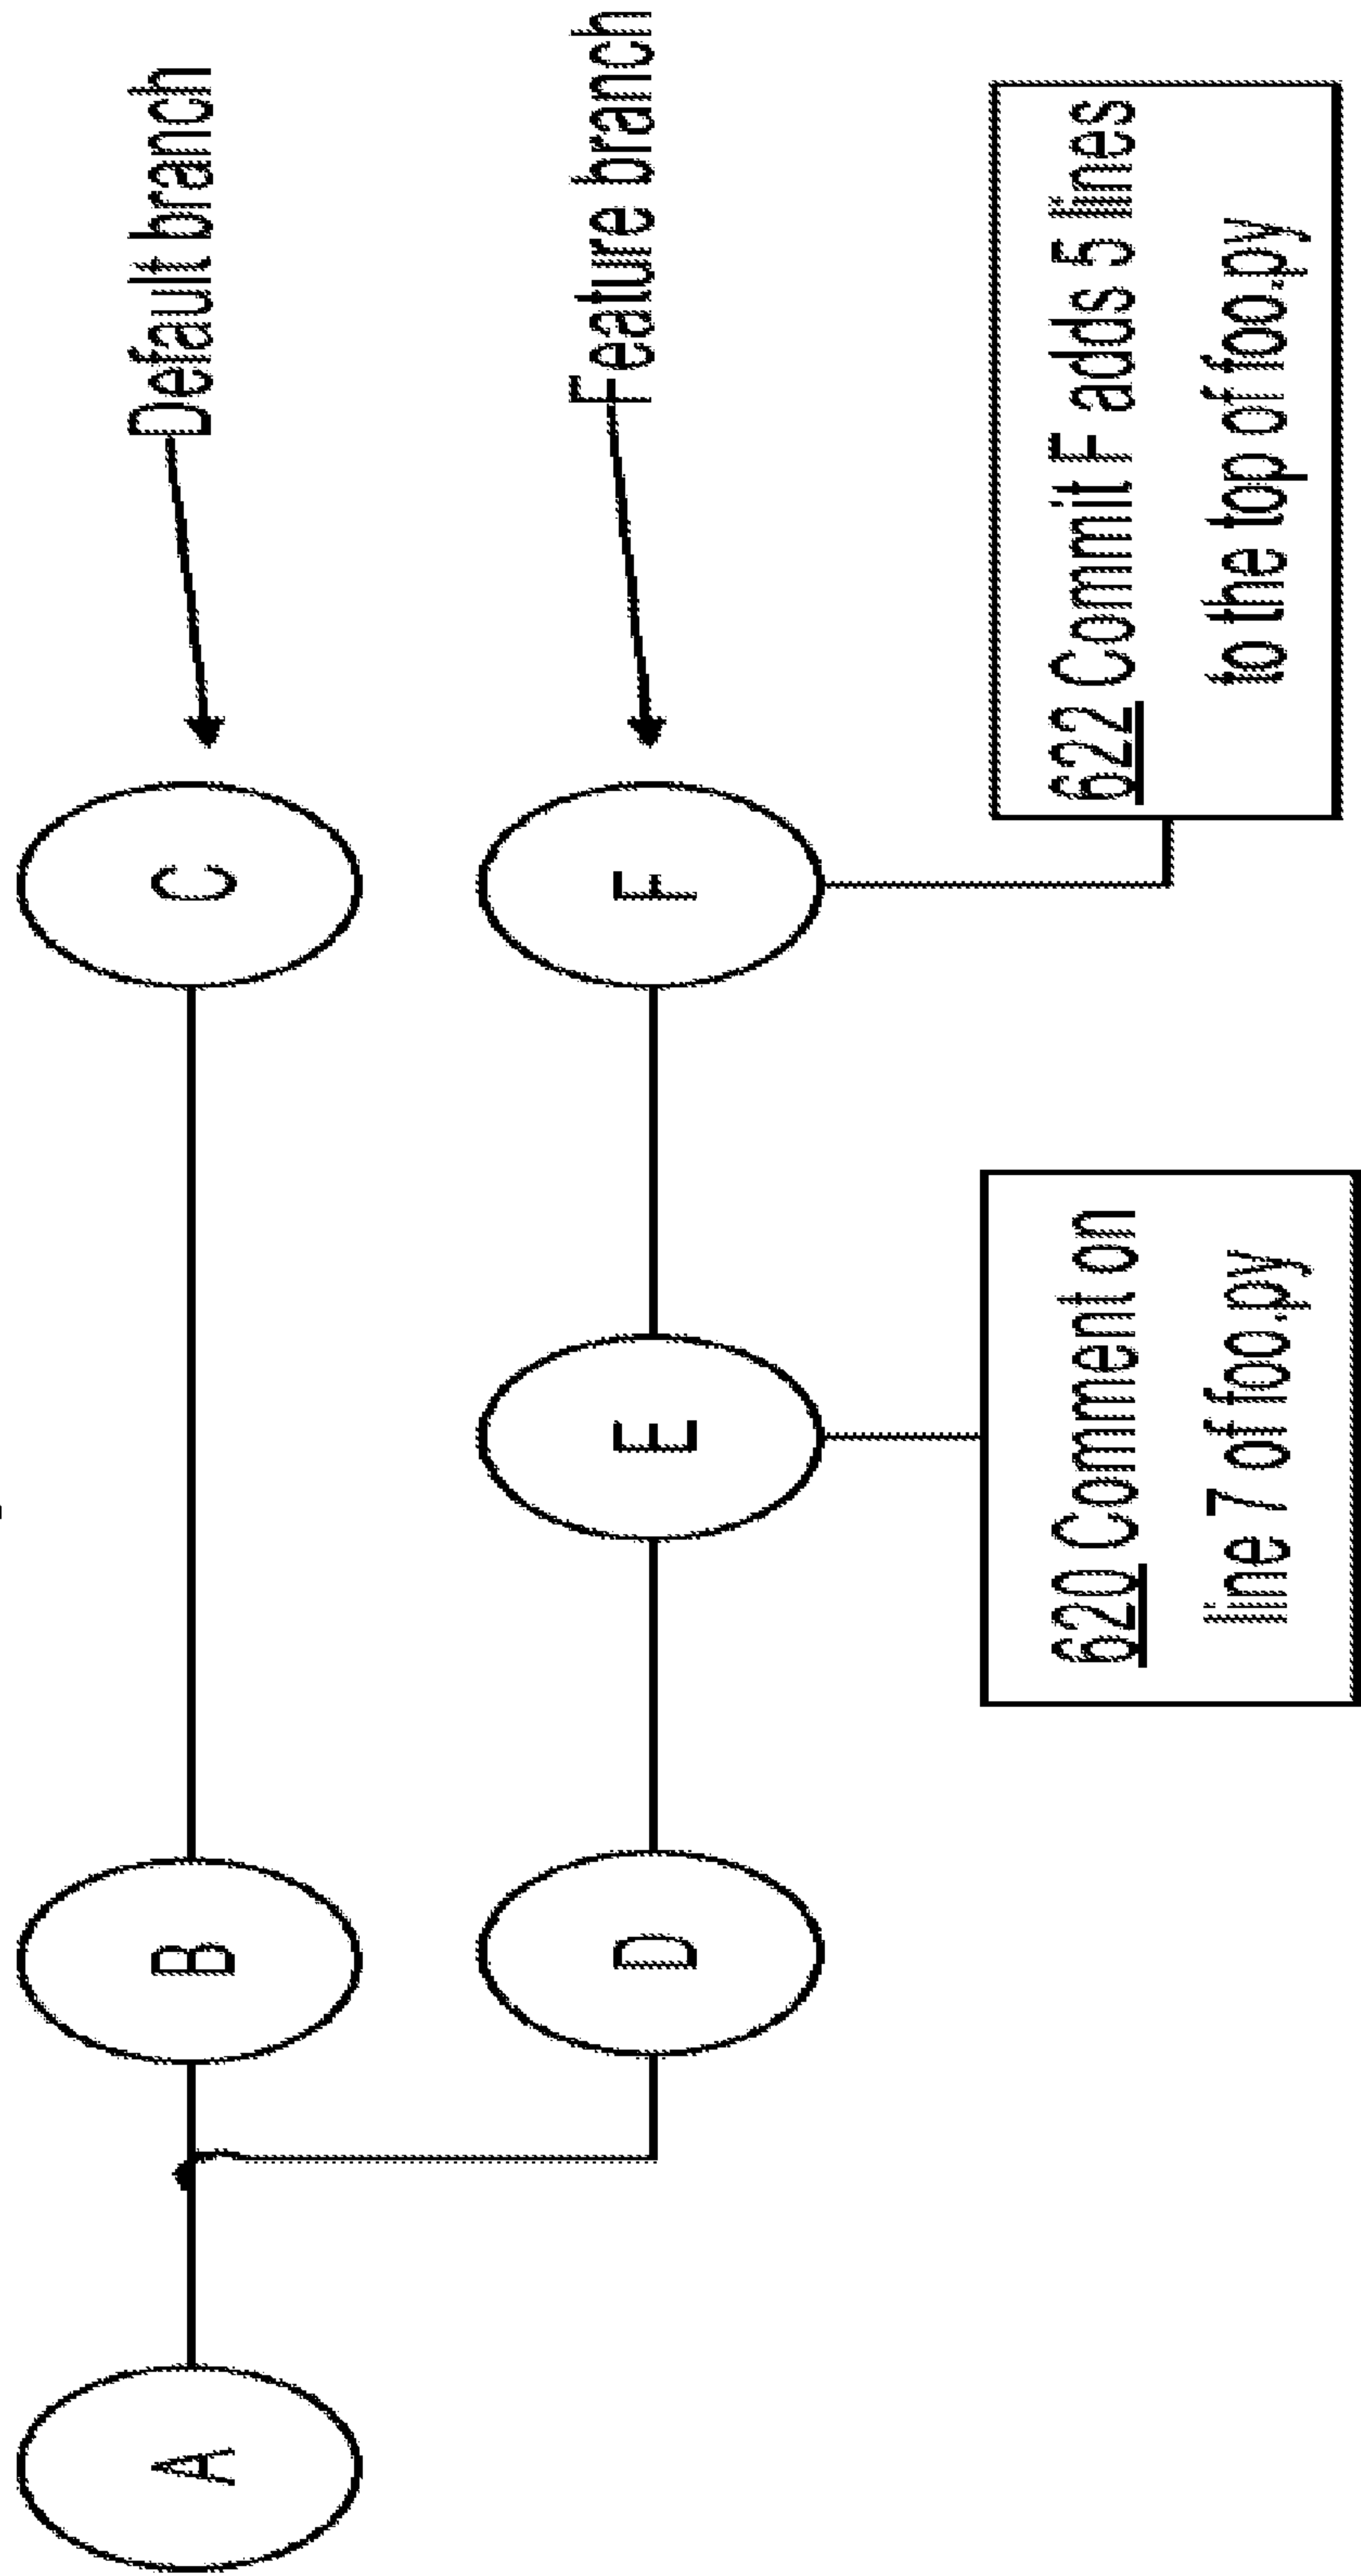 A
B
C
Default branch
D
E
F
Feature branch
620 Comment on
line 7 of foo.py
622 Commit F adds 5 lines
to the top of foo.py